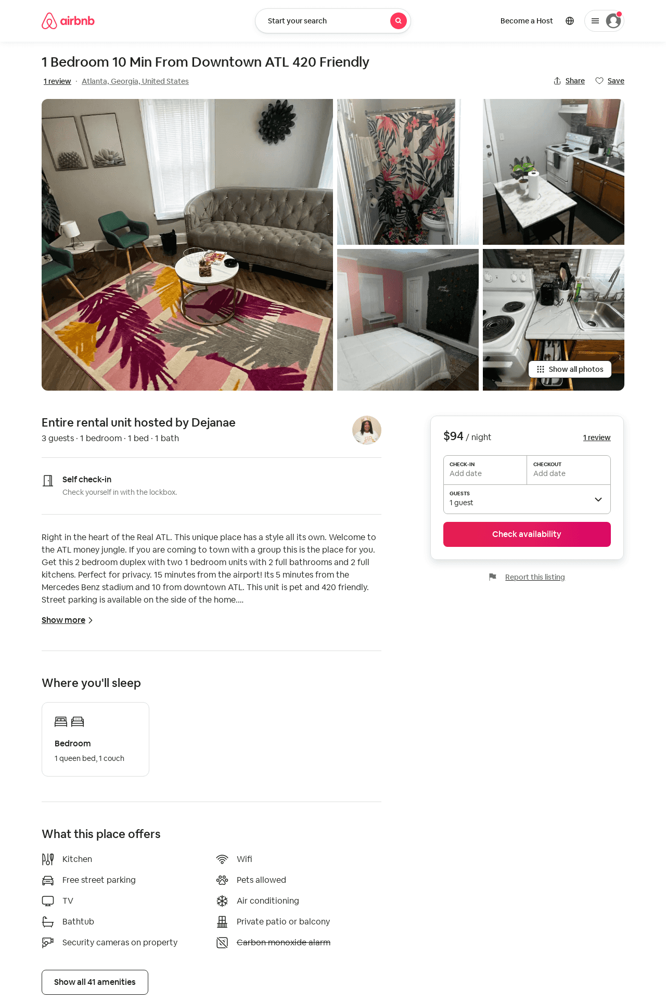 airbnb
Start your search
Become a Host
1 Bedroom 10 Min From Downtown ATL 420 Friendly
1 review · Atlanta, Georgia, United States
Share
Save
Show all photos
Entire rental unit hosted by Dejanae
3 guests · 1 bedroom · 1 bed · 1 bath
Self check-in
Check yourself in with the lockbox.
Right in the heart of the Real ATL. This unique place has a style all its own. Welcome to
the ATL money jungle. If you are coming to town with a group this is the place for you.
Get this 2 bedroom duplex with two 1 bedroom units with 2 full bathrooms and 2 full
kitchens. Perfect for privacy. 15 minutes from the airport! Its 5 minutes from the
Mercedes Benz stadium and 10 from downtown ATL. This unit is pet and 420 friendly.
Street parking is available on the side of the home....
Show more
$94 / night
1 review
CHECK-IN
Add date
CHECKOUT
Add date
GUESTS
1 guest
Check availability
Report this listing
Where you'll sleep
Bedroom
1 queen bed, 1 couch
What this place offers
Kitchen
Wifi
Free street parking
Pets allowed
TV
Air conditioning
Bathtub
Private patio or balcony
Security cameras on property
Carbon monoxide alarm
Show all 41 amenities